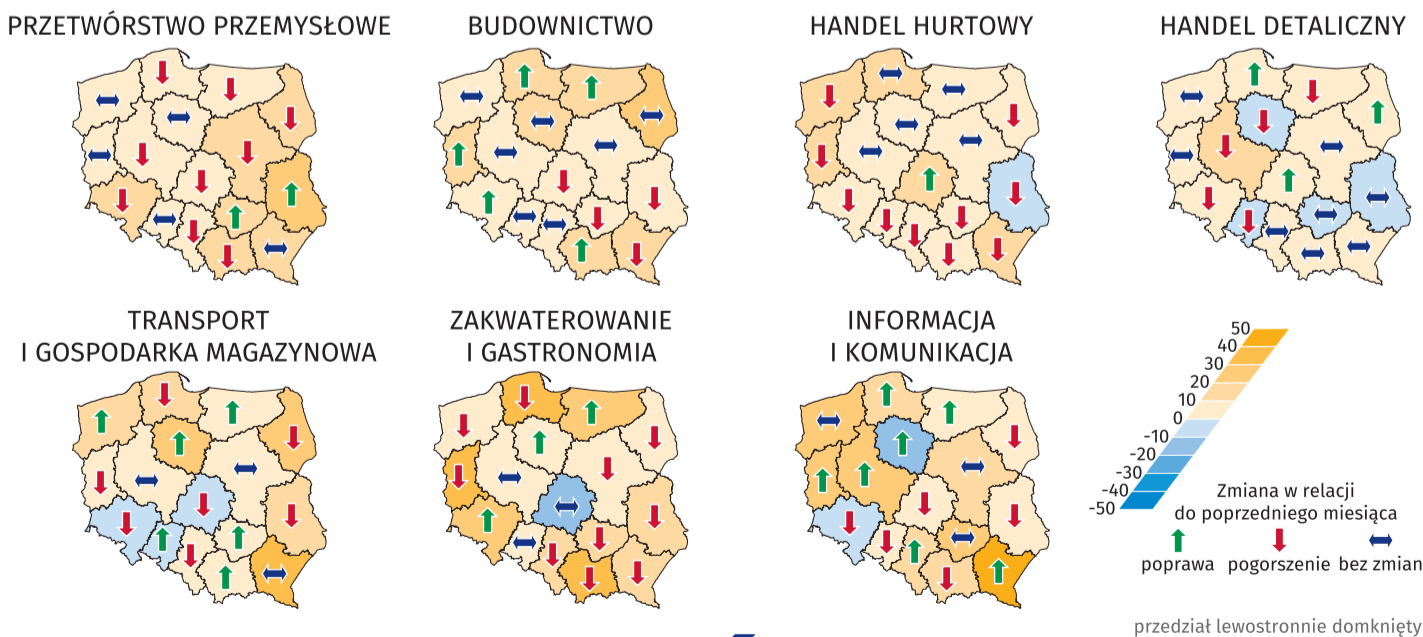 PRZETWÓRSTWO PRZEMYSŁOWE
BUDOWNICTWO
HANDEL HURTOWY
HANDEL DETALICZNY
TRANSPORT
I GOSPODARKA MAGAZYNOWA
ZAKWATEROWANIE
I GASTRONOMIA
INFORMACJA
I KOMUNIKACJA
50
40
30
20
10
0
-10
-20
-30
-40
-50
Zmiana w relacji
do poprzedniego miesiąca
poprawa pogorszenie bez zmian
przedział lewostronnie domknięty